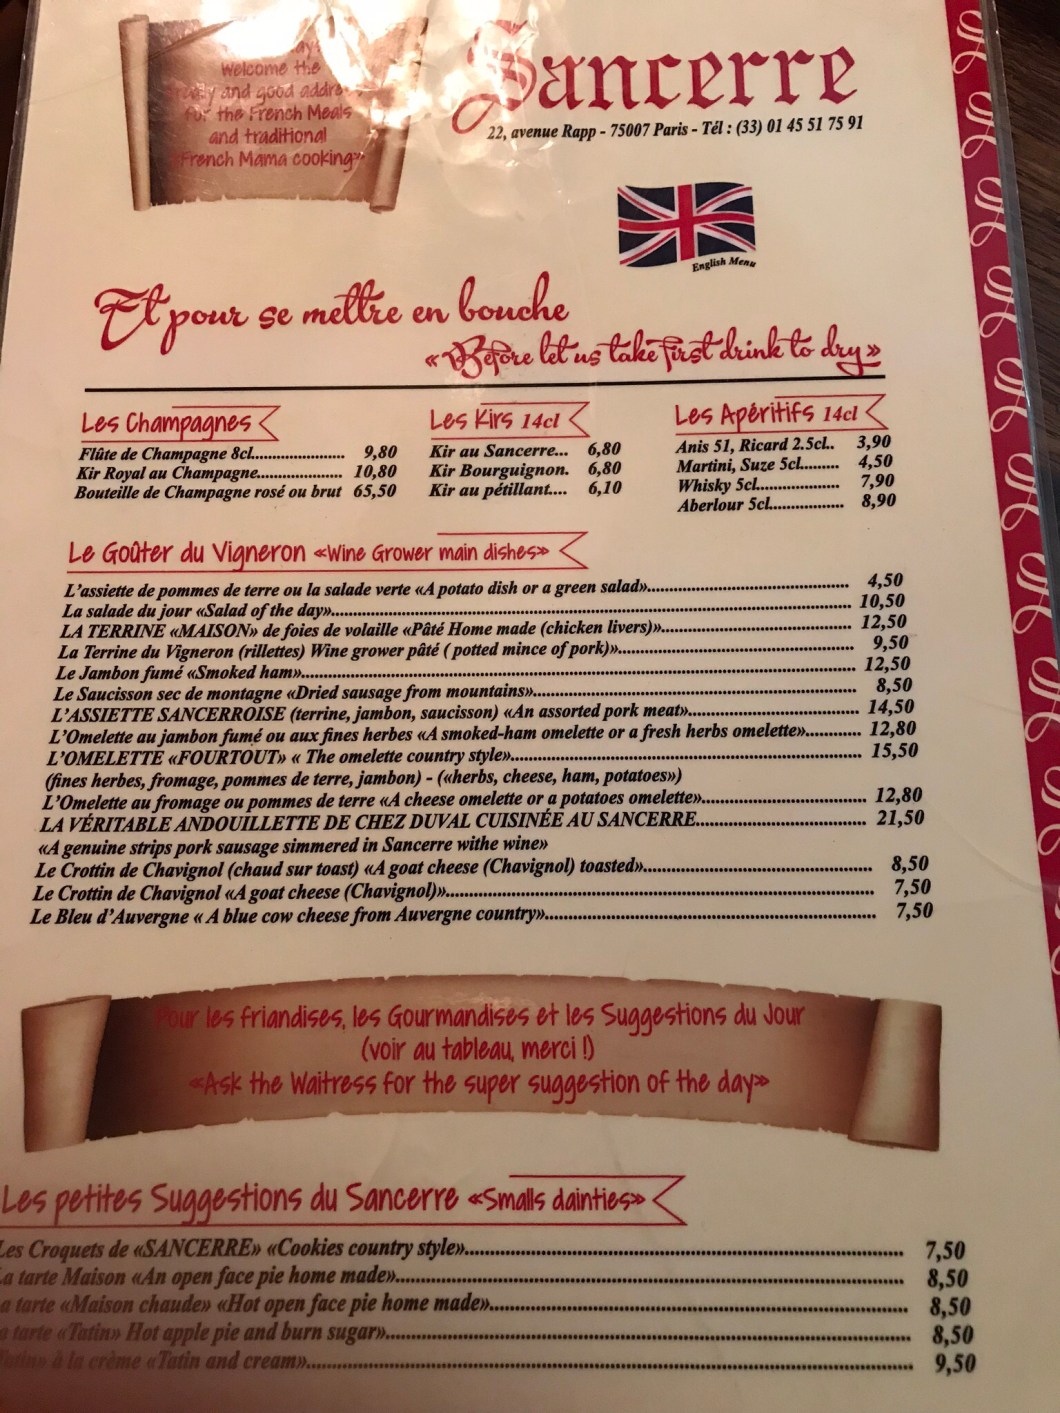 Welcome the
and good
for the French Meals
and traditional
French Mama cooking»
Sancerre
22, avenue Rapp - 75007 Paris - Tél : (33) 01 45 51 75 91
English Menu
Et pour se mettre en bouche
«Before let us take first drink to dry»
Les Champagnes
Flûte de Champagne 8cl...................... 9,80
Kir Royal au Champagne.................... 10,80
Bouteille de Champagne rosé ou brut 65,50
Les Kirs 14cl
Kir au Sancerre... 6,80
Kir Bourguignon. 6,80
Kir au pétillant.... 6,10
Les Apéritifs 14cl
Anis 51, Ricard 2.5cl.. 3,90
Martini, Suze 5cl......... 4,50
Whisky 5cl.................... 7,90
Aberlour 5cl.................. 8,90
Le Goûter du Vigneron «Wine Grower main dishes»
L'assiette de pommes de terre ou la salade verte «A potato dish or a green salad»................ 4,50
La salade du jour «Salad of the day»................ 10,50
LA TERRINE «MAISON» de foies de volaille «Pâté Home made (chicken livers)»................ 12,50
La Terrine du Vigneron (rillettes) Wine grower pâté ( potted mince of pork)»................ 9,50
Le Jambon fumé «Smoked ham»................ 12,50
Le Saucisson sec de montagne «Dried sausage from mountains»................ 8,50
L'ASSIETTE SANCERROISE (terrine, jambon, saucisson) «An assorted pork meat»................ 14,50
L'Omelette au jambon fumé ou aux fines herbes «A smoked-ham omelette or a fresh herbs omelette»............ 12,80
L'OMELETTE «FOURTOUT» « The omelette country style»................ 15,50
(fines herbes, fromage, pommes de terre, jambon) - («herbs, cheese, ham, potatoes»)
L'Omelette au fromage ou pommes de terre «A cheese omelette or a potatoes omelette»................ 12,80
LA VÉRITABLE ANDOUILLETTE DE CHEZ DUVAL CUISINÉE AU SANCERRE................ 21,50
«A genuine strips pork sausage simmered in Sancerre withe wine»
Le Crottin de Chavignol (chaud sur toast) «A goat cheese (Chavignol) toasted»................ 8,50
Le Crottin de Chavignol «A goat cheese (Chavignol)»................ 7,50
Le Bleu d'Auvergne « A blue cow cheese from Auvergne country»................ 7,50
Pour les friandises, les Gourmandises et les Suggestions du Jour
(voir au tableau, merci !)
«Ask the Waitress for the super suggestion of the day»
Les petites Suggestions du Sancerre «Smalls dainties»
Les Croquets de «SANCERRE» «Cookies country style»................ 7,50
La tarte Maison «An open face pie home made»................ 8,50
La tarte «Maison chaude» «Hot open face pie home made»................ 8,50
tarte «Tatin» Hot apple pie and burn sugar»................ 8,50
à la crème «Tatin and cream»................ 9,50